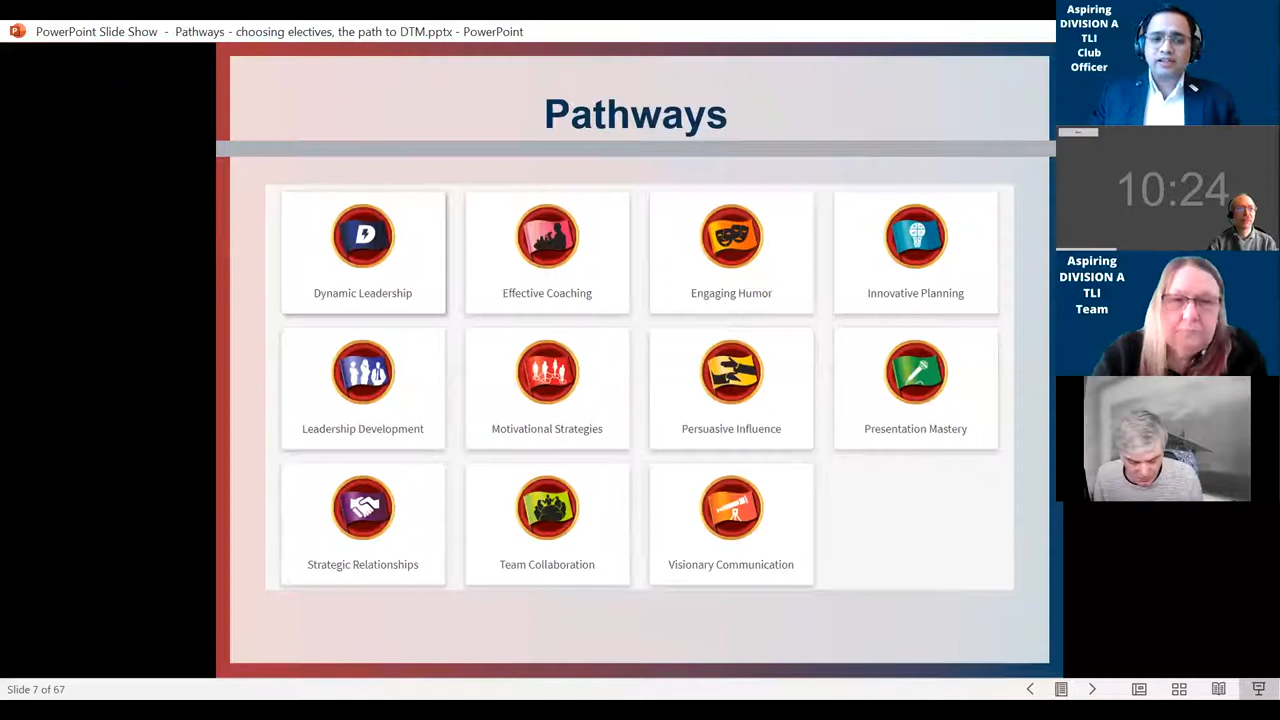 PowerPoint Slide Show - Pathways - choosing electives, the path to DTM.pptx - PowerPoint
Pathways
Dynamic Leadership
Effective Coaching
Engaging Humor
Innovative Planning
Leadership Development
Motivational Strategies
Persuasive Influence
Presentation Mastery
Strategic Relationships
Team Collaboration
Visionary Communication
Slide 7 of 67
Aspiring
DIVISION A
TLI
Club
Officer
10:24
Aspiring
DIVISION A
TLI
Team